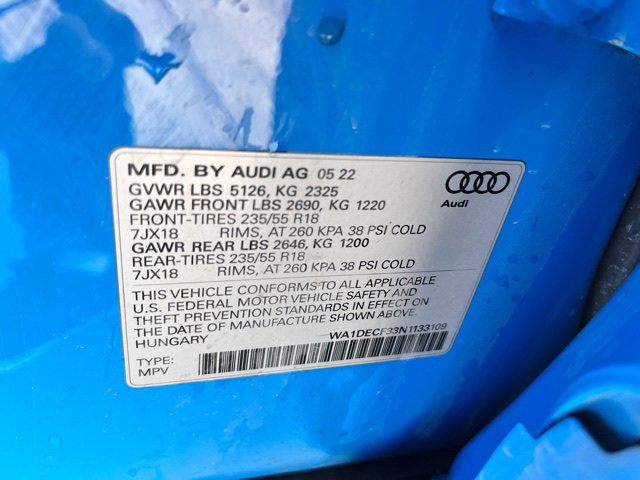 MFD. BY AUDI AG 05 22
GVWR LBS 5126, KG 2325
GAWR FRONT LBS 2690, KG 1220
FRONT-TIRES 235/55 R18
7JX18 RIMS, AT 260 KPA 38 PSI COLD
GAWR REAR LBS 2646, KG 1200
REAR-TIRES 235/55 R18
7JX18 RIMS, AT 260 KPA 38 PSI COLD
Audi
THIS VEHICLE CONFORMS TO ALL APPLICABLE
U.S. FEDERAL MOTOR VEHICLE SAFETY AND
THEFT PREVENTION STANDARDS IN EFFECT ON
THE DATE OF MANUFACTURE SHOWN ABOVE.
HUNGARY
WA1DECF33N1133109
TYPE:
MPV